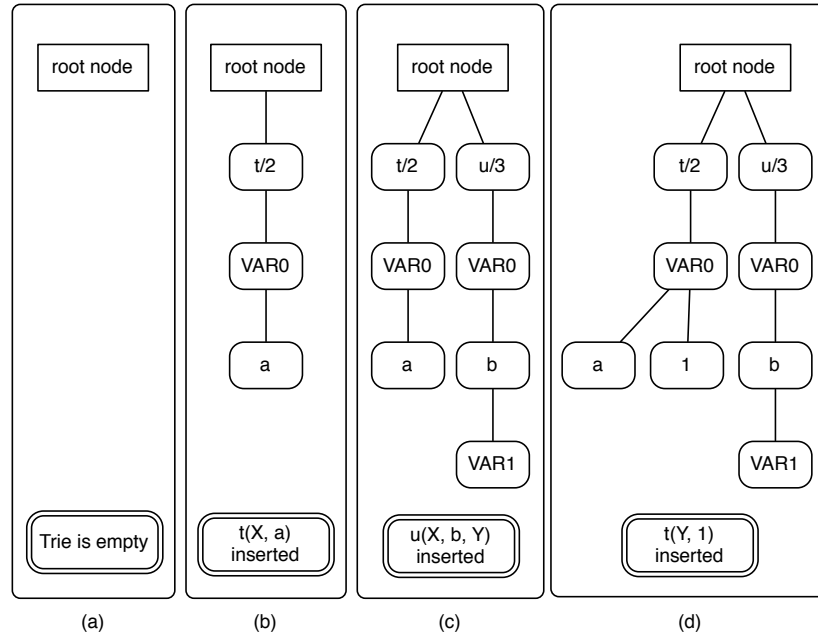 root node
Trie is empty
(a)
root node
t/2
VAR0
a
t(X, a)
inserted
(b)
root node
t/2
u/3
VAR0
VAR0
a
b
VAR1
u(X, b, Y)
inserted
(c)
root node
t/2
u/3
VAR0
VAR0
a
1
b
VAR1
t(Y, 1)
inserted
(d)